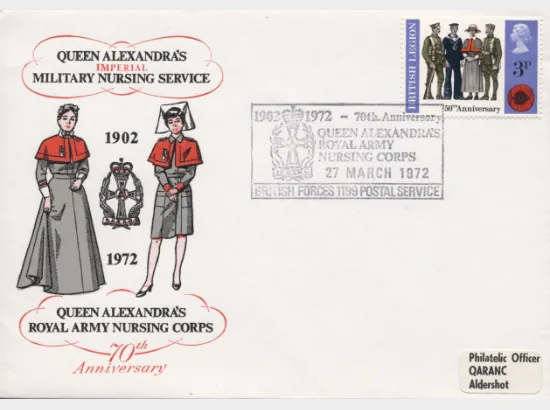 QUEEN ALEXANDRA'S
IMPERIAL
MILITARY NURSING SERVICE
1902
1972
QUEEN ALEXANDRA'S
ROYAL ARMY NURSING CORPS
70th
Anniversary
BRITISH LEGION
3P
50th Anniversary
1902 1972 - 70th. Anniversary
QUEEN ALEXANDRA'S
ROYAL ARMY
NURSING CORPS
27 MARCH 1972
BRITISH FORCES 1199 POSTAL SERVICE
Philatelic Officer
QARANC
Aldershot